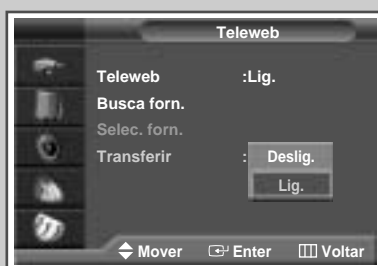 Teleweb
Teleweb :Lig.
Busca forn.
Selec. forn.
Transferir : Deslig.
Lig.
Mover Enter Voltar